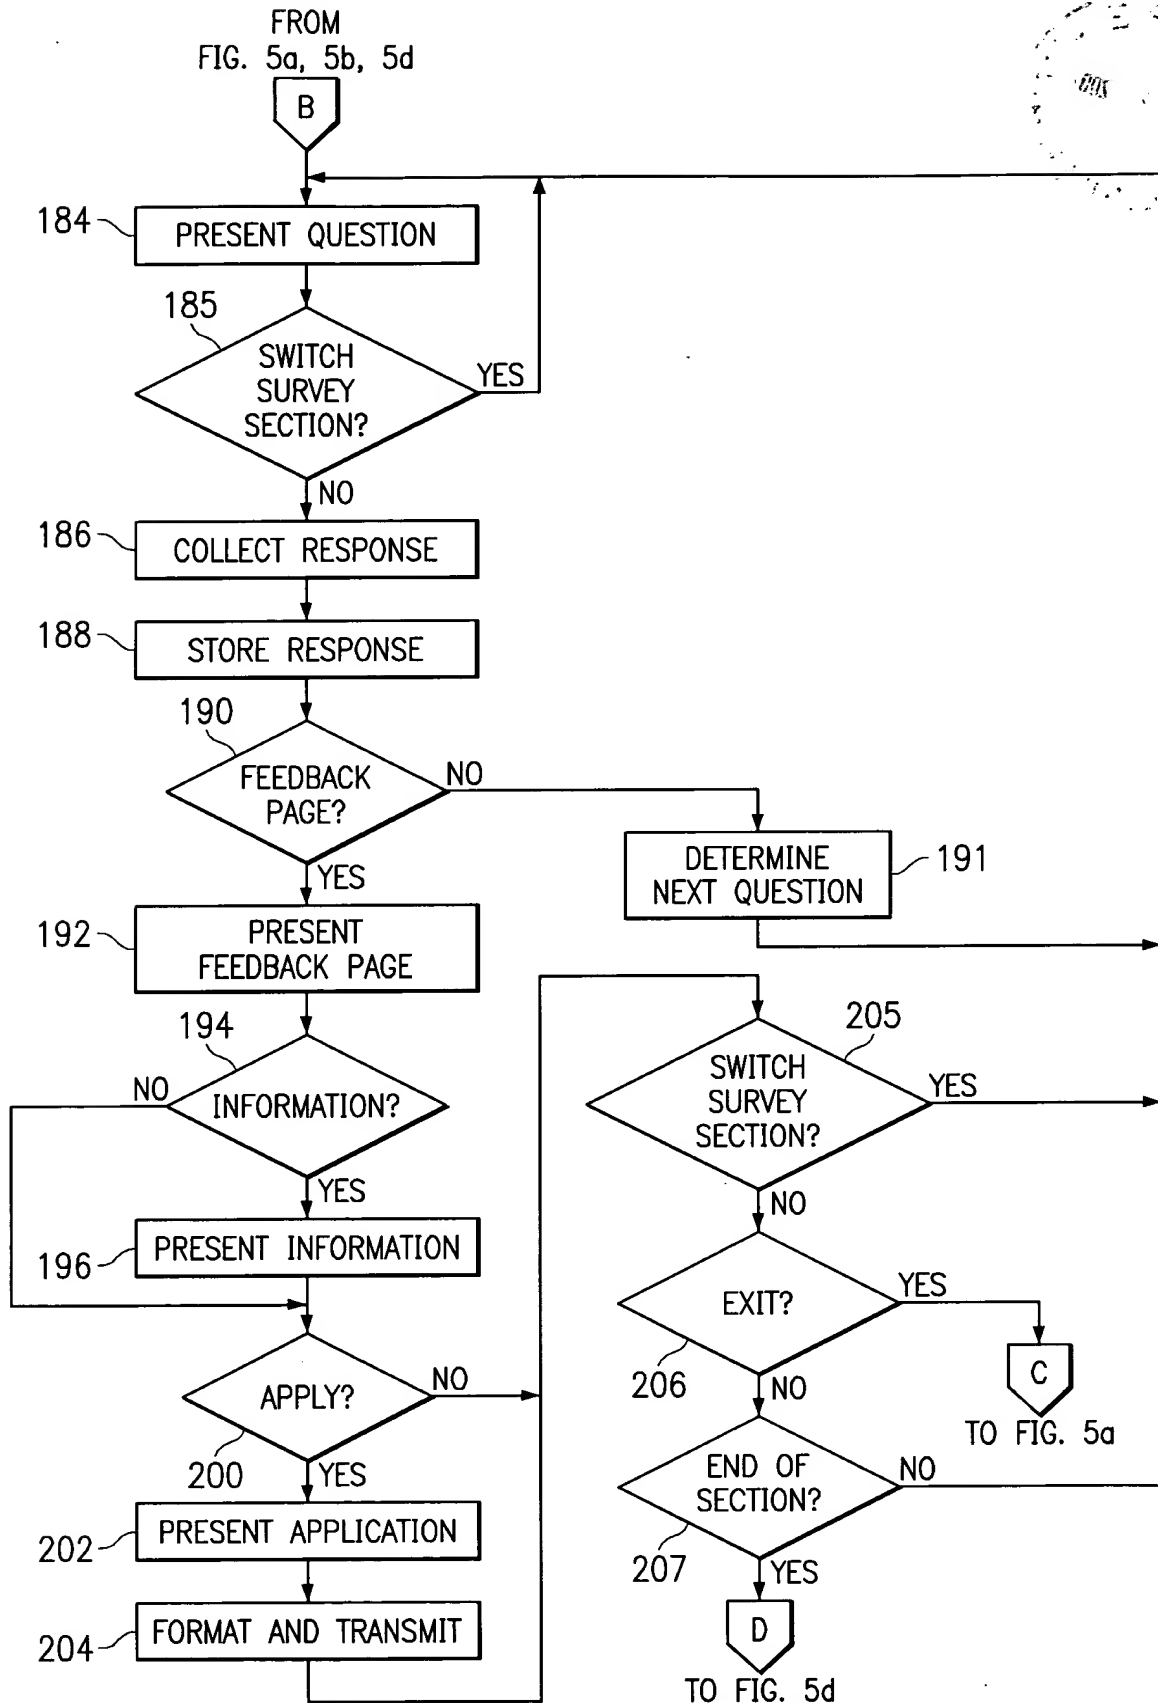 FROM
FIG. 5a, 5b, 5d
B
184
PRESENT QUESTION
185
SWITCH
SURVEY
SECTION?
YES
NO
186
COLLECT RESPONSE
188
STORE RESPONSE
190
FEEDBACK
PAGE?
NO
YES
DETERMINE
NEXT QUESTION
191
192
PRESENT
FEEDBACK PAGE
194
NO
INFORMATION?
YES
196
PRESENT INFORMATION
APPLY?
NO
200
YES
202
PRESENT APPLICATION
204
FORMAT AND TRANSMIT
205
SWITCH
SURVEY
SECTION?
YES
NO
EXIT?
YES
206
NO
C
TO FIG. 5a
END OF
SECTION?
NO
207
YES
D
TO FIG. 5d